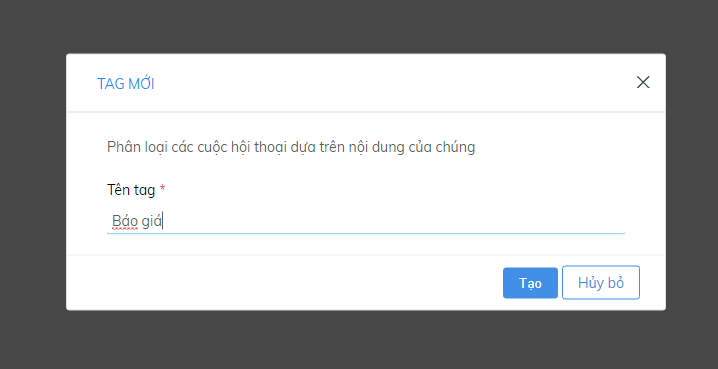 TAG MỚI
Phân loại các cuộc hội thoại dựa trên nội dung của chúng
Tên tag *
Báo giá
Tạo
Hủy bỏ